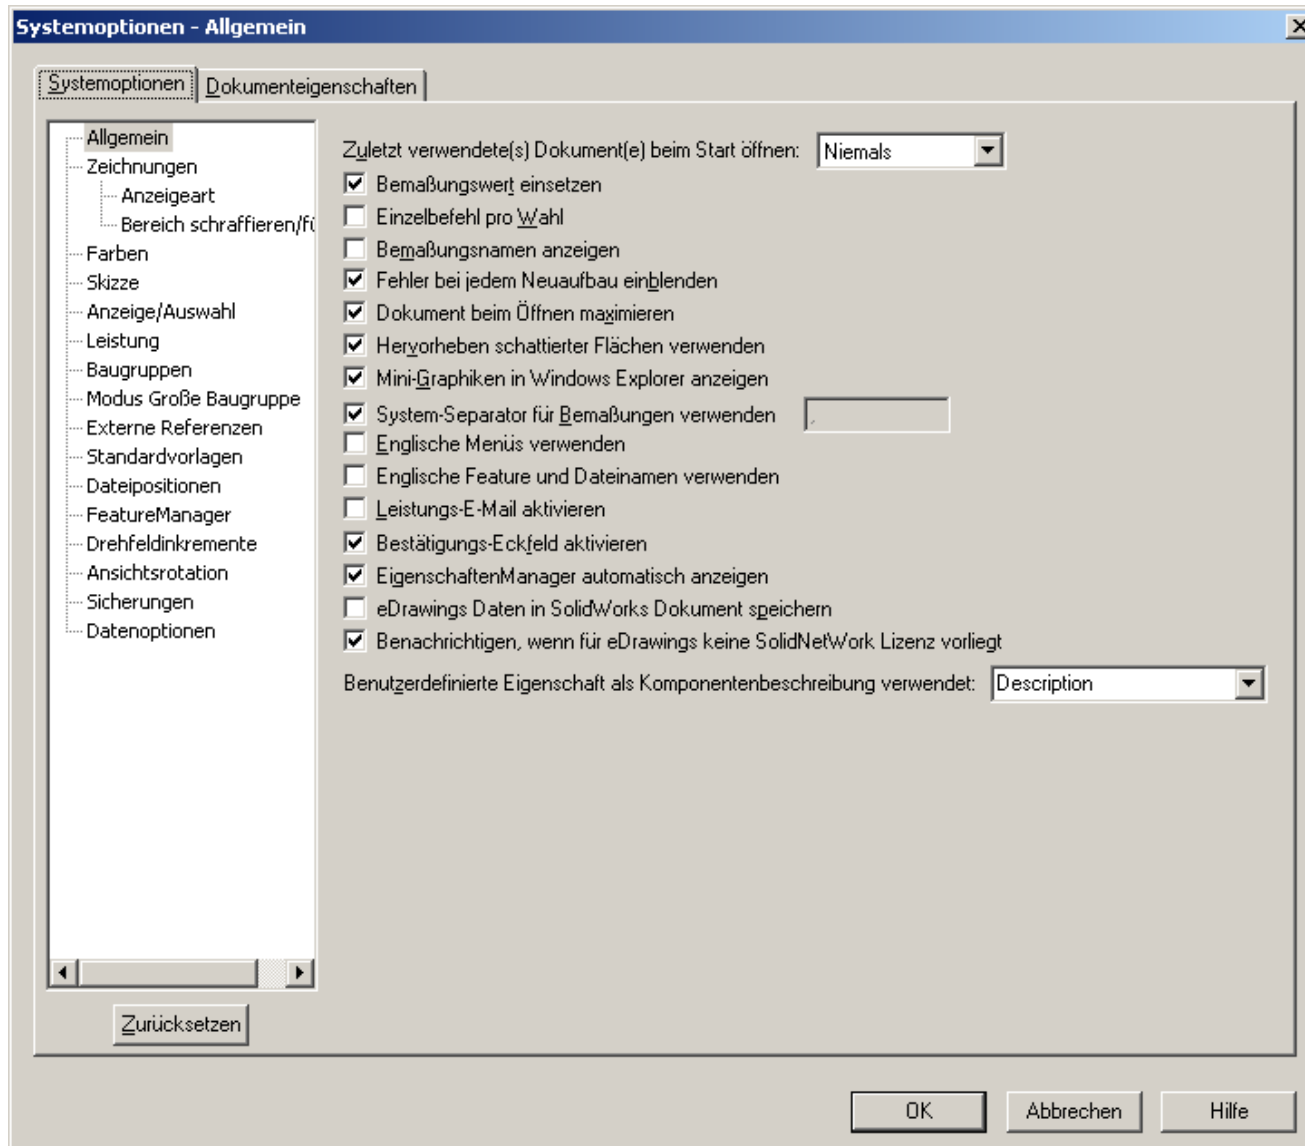 Systemoptionen - Allgemein
Systemoptionen
Dokumenteigenschaften
Allgemein
Zeichnungen
Anzeigeart
Bereich schraffieren/fü
Farben
Skizze
Anzeige/Auswahl
Leistung
Baugruppen
Modus Große Baugruppe
Externe Referenzen
Standardvorlagen
Dateipositionen
FeatureManager
Drehfeldinkremente
Ansichtsrotation
Sicherungen
Datenoptionen
Zurücksetzen
Zuletzt verwendete(s) Dokument(e) beim Start öffnen: Niemals
Bemaßungswert einsetzen
Einzelbefehl pro Wahl
Bemaßungsnamen anzeigen
Fehler bei jedem Neuaufbau einblenden
Dokument beim Öffnen maximieren
Hervorheben schattierter Flächen verwenden
Mini-Graphiken in Windows Explorer anzeigen
System-Separator für Bemaßungen verwenden ,
Englische Menüs verwenden
Englische Feature und Dateinamen verwenden
Leistungs-E-Mail aktivieren
Bestätigungs-Eckfeld aktivieren
EigenschaftenManager automatisch anzeigen
eDrawings Daten in SolidWorks Dokument speichern
Benachrichtigen, wenn für eDrawings keine SolidNetWork Lizenz vorliegt
Benutzerdefinierte Eigenschaft als Komponentenbeschreibung verwendet: Description
OK
Abbrechen
Hilfe